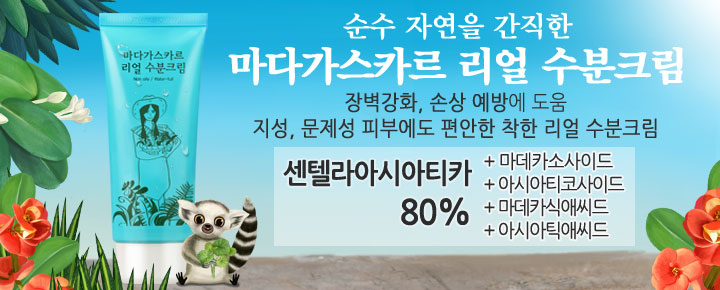 순수 자연을 간직한
마다가스카르 리얼 수분크림
장벽강화, 손상 예방에 도움
지성, 문제성 피부에도 편안한 착한 리얼 수분크림
센텔라아시아티카
80%
+ 마데카소사이드
+ 아시아티코사이드
+ 마데카식애씨드
+ 아시아틱애씨드
마다가스카르
리얼 수분크림